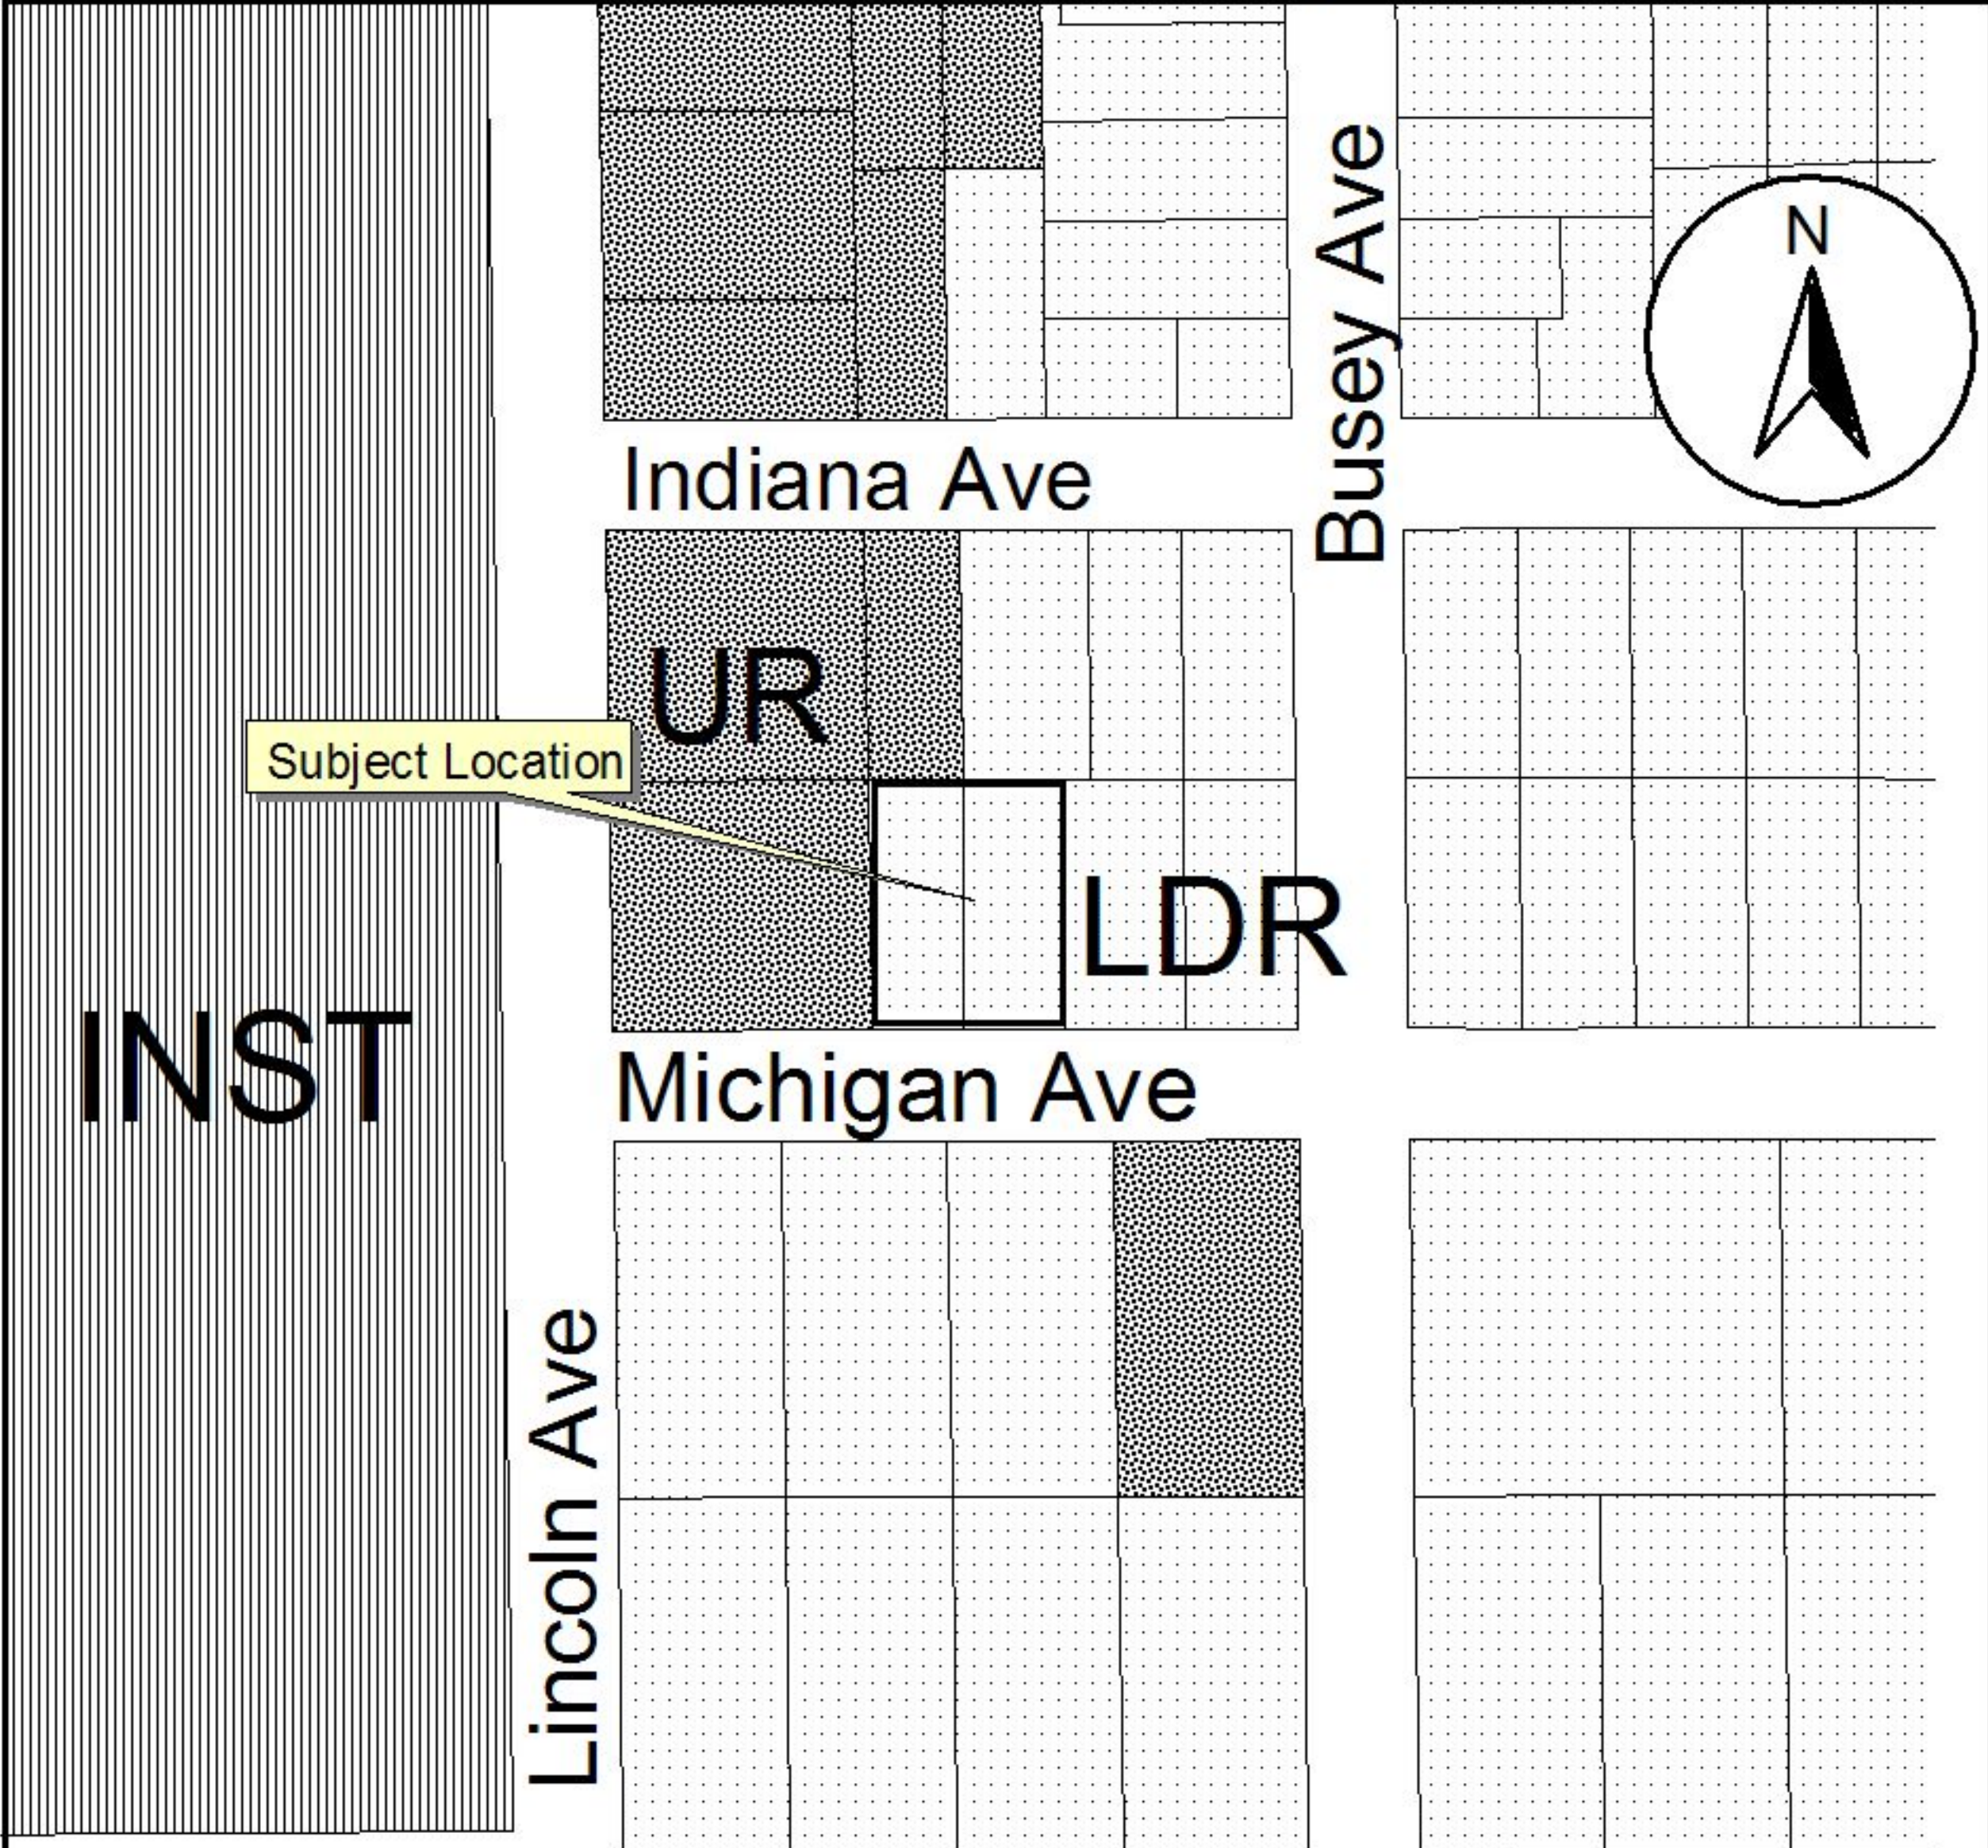 N
Busey Ave
Indiana Ave
UR
Subject Location
LDR
INST
Michigan Ave
Lincoln Ave